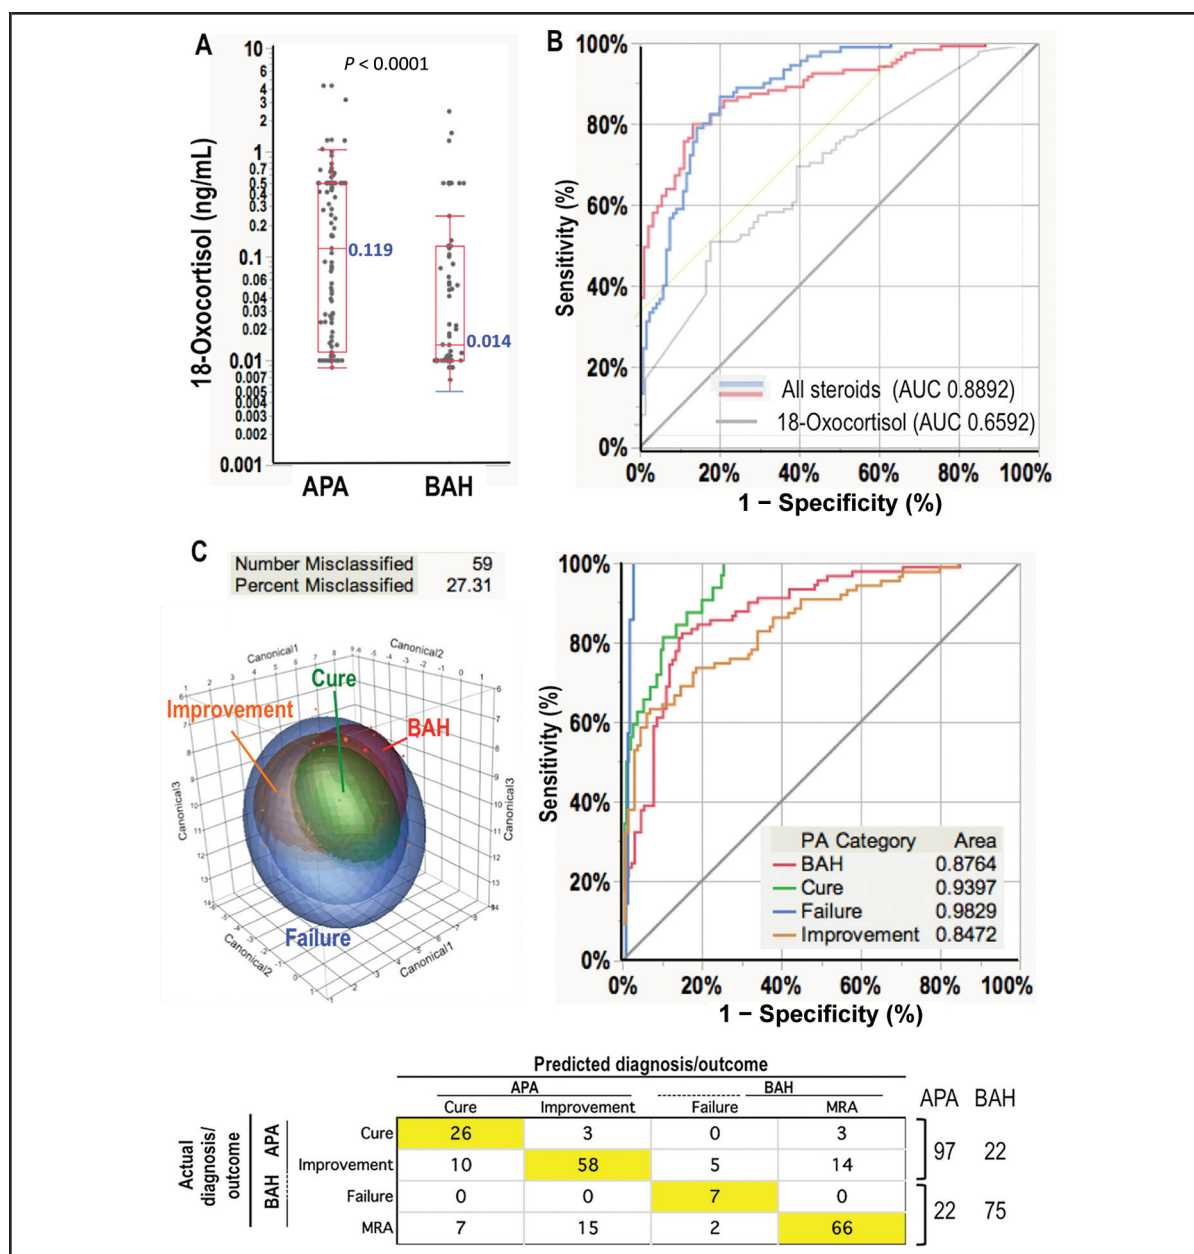 A
10
6
4
3
2
1
0.7
0.5
0.4
0.3
0.2
0.1
0.06
0.04
0.03
0.02
0.01
0.007
0.005
0.004
0.003
0.002
0.001
18-Oxocortisol (ng/mL)
P < 0.0001
0.119
0.014
APA BAH
B
100%
80%
60%
40%
20%
0%
Sensitivity (%)
All steroids (AUC 0.8892)
18-Oxocortisol (AUC 0.6592)
0% 20% 40% 60% 80% 100%
1 − Specificity (%)
C
Number Misclassified 59
Percent Misclassified 27.31
Canonical1
Canonical2
Cure
Improvement
BAH
Failure
Canonical3
Canonical3
Canonical2
Canonical1
100%
80%
60%
40%
20%
0%
Sensitivity (%)
PA Category Area
BAH 0.8764
Cure 0.9397
Failure 0.9829
Improvement 0.8472
0% 20% 40% 60% 80% 100%
1 − Specificity (%)
Predicted diagnosis/outcome
APA BAH
Cure Improvement Failure MRA APA BAH
Actual
diagnosis/
outcome
APA
BAH
Cure 26 3 0 3
Improvement 10 58 5 14
97 22
Failure 0 0 7 0
MRA 7 15 2 66
22 75